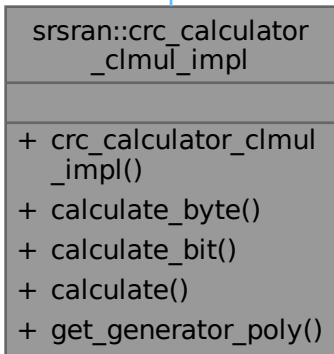 srsran::crc_calculator
_clmul_impl
+ crc_calculator_clmul
_impl()
+ calculate_byte()
+ calculate_bit()
+ calculate()
+ get_generator_poly()